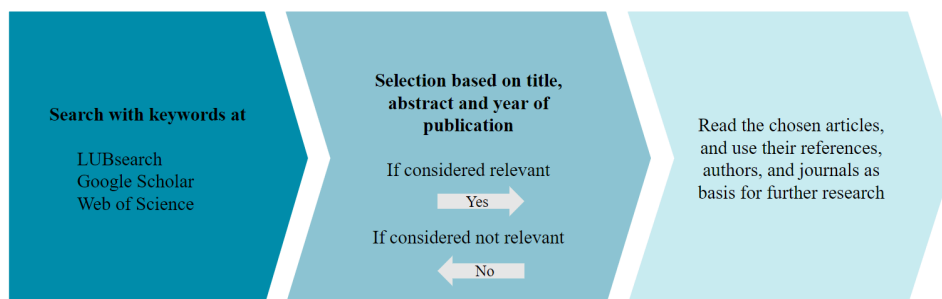 Search with keywords at
LUBsearch
Google Scholar
Web of Science
Selection based on title,
abstract and year of
publication
If considered relevant
Yes
If considered not relevant
No
Read the chosen articles,
and use their references,
authors, and journals as
basis for further research